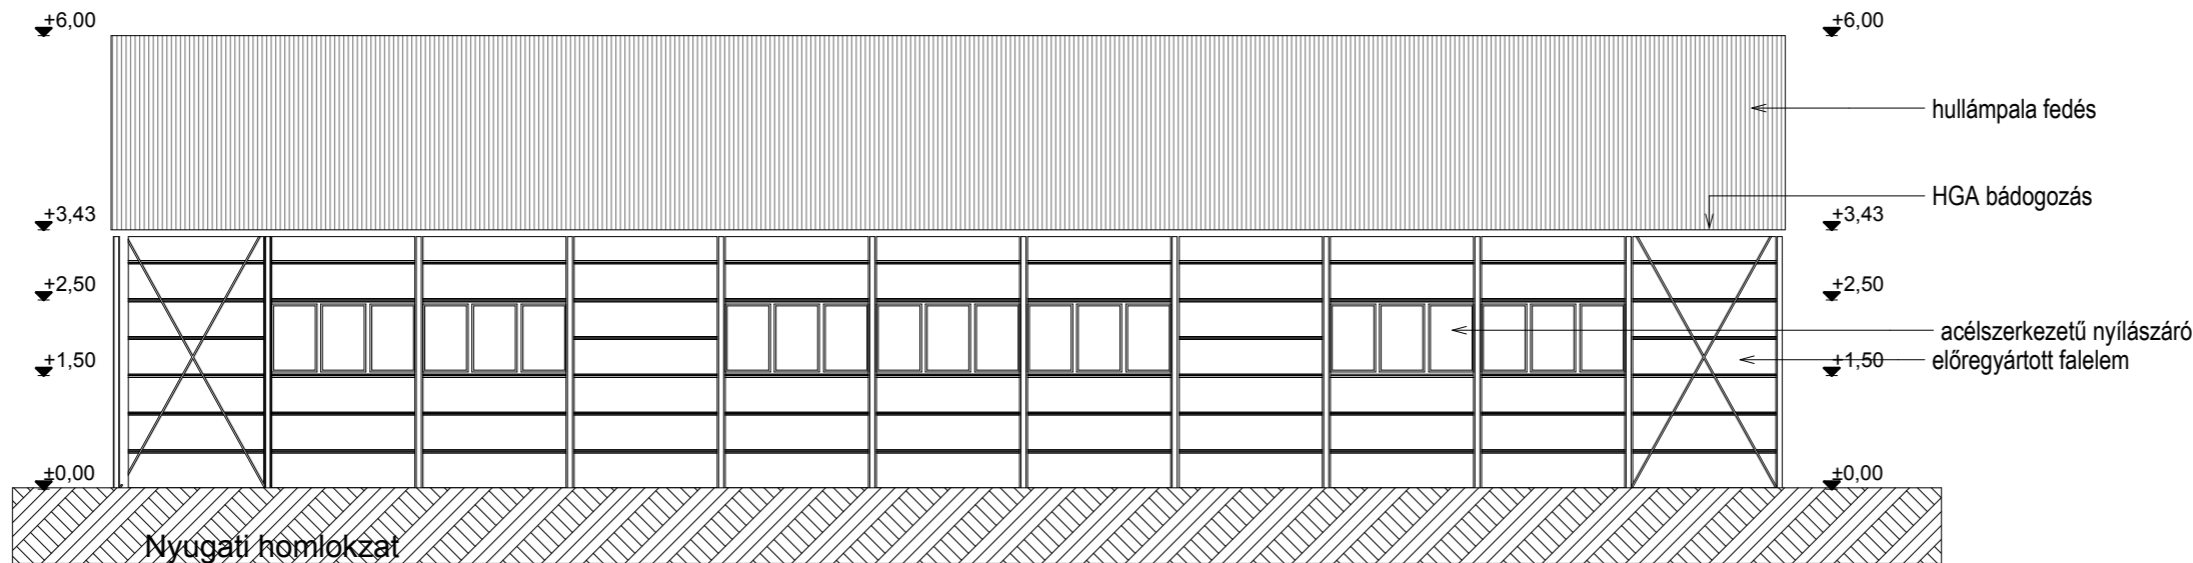 +6,00 +6,00
hullámpala fedés
HGA bádogozás
+3,43 +3,43
+2,50 +2,50
acélszerkezetű nyílászáró
+1,50 +1,50 előregyártott falelem
±0,00 ±0,00
Nyugati homlokzat